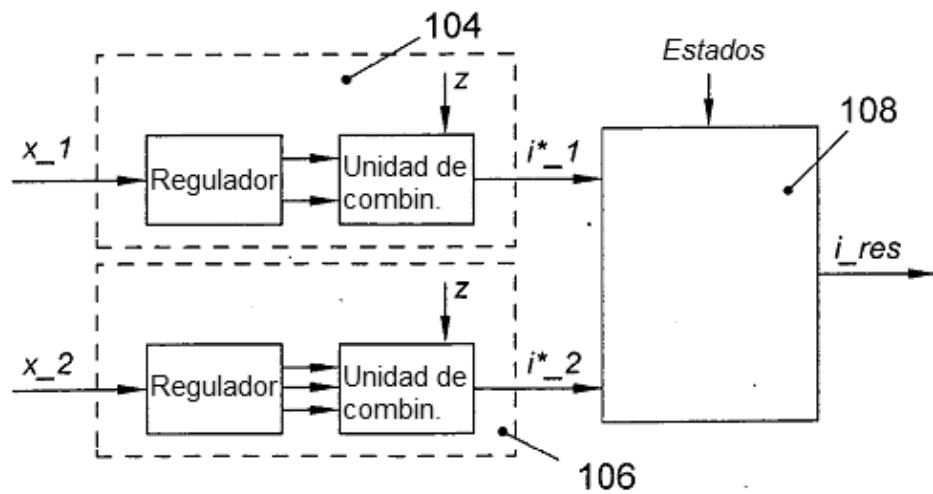 104
Estados
z
108
x_1
Regulador
Unidad de
combin.
i*_1
i_res
z
x_2
Regulador
Unidad de
combin.
i*_2
106